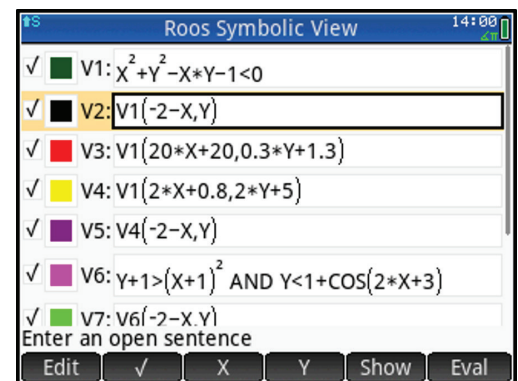 S Roos Symbolic View 14:00
∡π
√ V1: X²+Y²−X*Y−1<0
√ V2: V1(-2−X,Y)
√ V3: V1(20*X+20,0.3*Y+1.3)
√ V4: V1(2*X+0.8,2*Y+5)
√ V5: V4(-2−X,Y)
√ V6: Y+1>(X+1)² AND Y<1+COS(2*X+3)
√ V7: V6(-2−X,Y)
Enter an open sentence
Edit √ X Y Show Eval